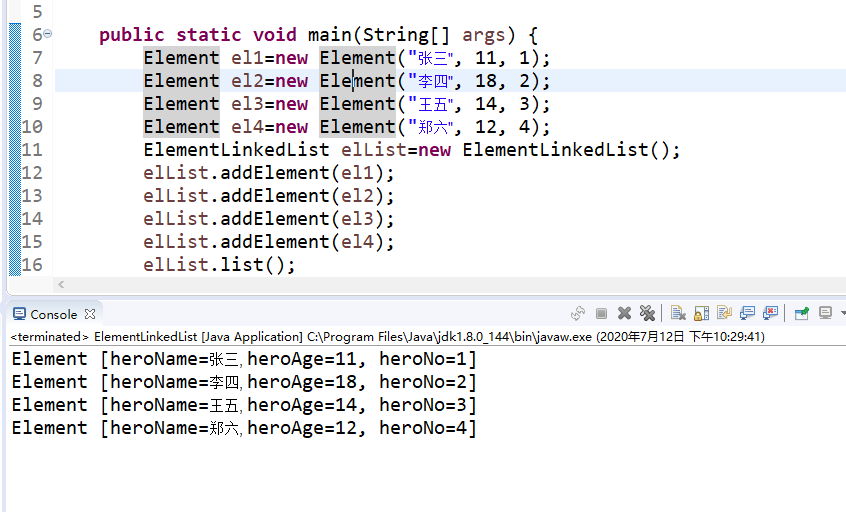 5
6 public static void main(String[] args) {
7 Element el1=new Element("张三", 11, 1);
8 Element el2=new Element("李四", 18, 2);
9 Element el3=new Element("王五", 14, 3);
10 Element el4=new Element("郑六", 12, 4);
11 ElementLinkedList elList=new ElementLinkedList();
12 elList.addElement(el1);
13 elList.addElement(el2);
14 elList.addElement(el3);
15 elList.addElement(el4);
16 elList.list();
Console
<terminated> ElementLinkedList [Java Application] C:\Program Files\Java\jdk1.8.0_144\bin\javaw.exe (2020年7月12日 下午10:29:41)
Element [heroName=张三, heroAge=11, heroNo=1]
Element [heroName=李四, heroAge=18, heroNo=2]
Element [heroName=王五, heroAge=14, heroNo=3]
Element [heroName=郑六, heroAge=12, heroNo=4]